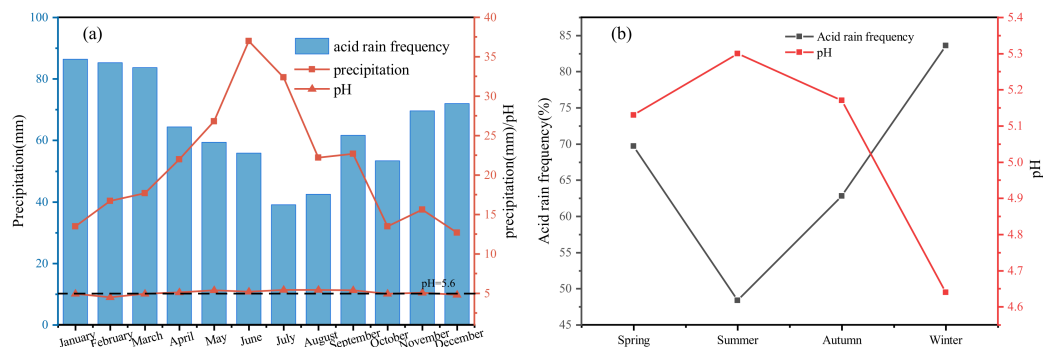 (a)
acid rain frequency
precipitation
pH
Precipitation(mm)
100
80
60
40
20
0
precipitation(mm)/pH
40
35
30
25
20
15
10
5
0
pH=5.6
January
February
March
April
May
June
July
August
September
October
November
December
(b)
Acid rain frequency
pH
Acid rain frequency(%)
85
80
75
70
65
60
55
50
45
pH
5.4
5.3
5.2
5.1
5.0
4.9
4.8
4.7
4.6
Spring
Summer
Autumn
Winter